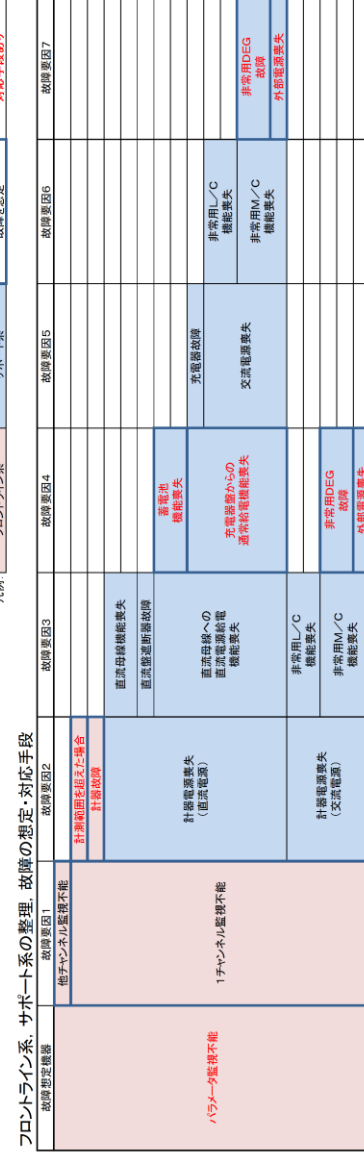 フロントライン系，サポート系の整理，故障の想定・対応手段
凡例：
フロントライン系
サポート系
故障を想定
対応手段あり
故障想定機器
故障要因1
故障要因2
故障要因3
故障要因4
故障要因5
故障要因6
故障要因7
パラメータ監視不能
他チャンネル監視不能
1チャンネル監視不能
計測範囲を超えた場合
計器故障
計器電源喪失
（直流電源）
計器電源喪失
（交流電源）
直流母線機能喪失
直流盤遮断器故障
直流母線への
直流電源給電
機能喪失
非常用L／C
機能喪失
非常用M／C
機能喪失
蓄電池
機能喪失
充電器盤からの
通常給電機能喪失
非常用DEG
故障
外部電源喪失
充電器故障
交流電源喪失
非常用L／C
機能喪失
非常用M／C
機能喪失
非常用DEG
故障
外部電源喪失